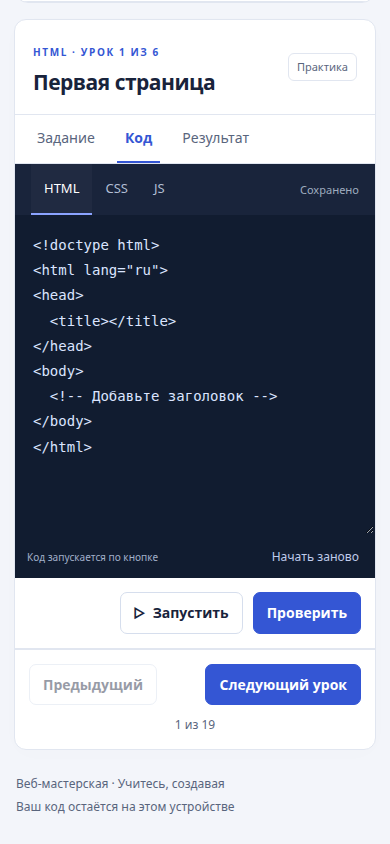 HTML · УРОК 1 ИЗ 6
Первая страница
Практика
Задание Код Результат
HTML CSS JS Сохранено
<!doctype html>
<html lang="ru">
<head>
  <title></title>
</head>
<body>
  <!-- Добавьте заголовок -->
</body>
</html>
Код запускается по кнопке Начать заново
Запустить Проверить
Предыдущий Следующий урок
1 из 19
Веб-мастерская · Учитесь, создавая
Ваш код остаётся на этом устройстве